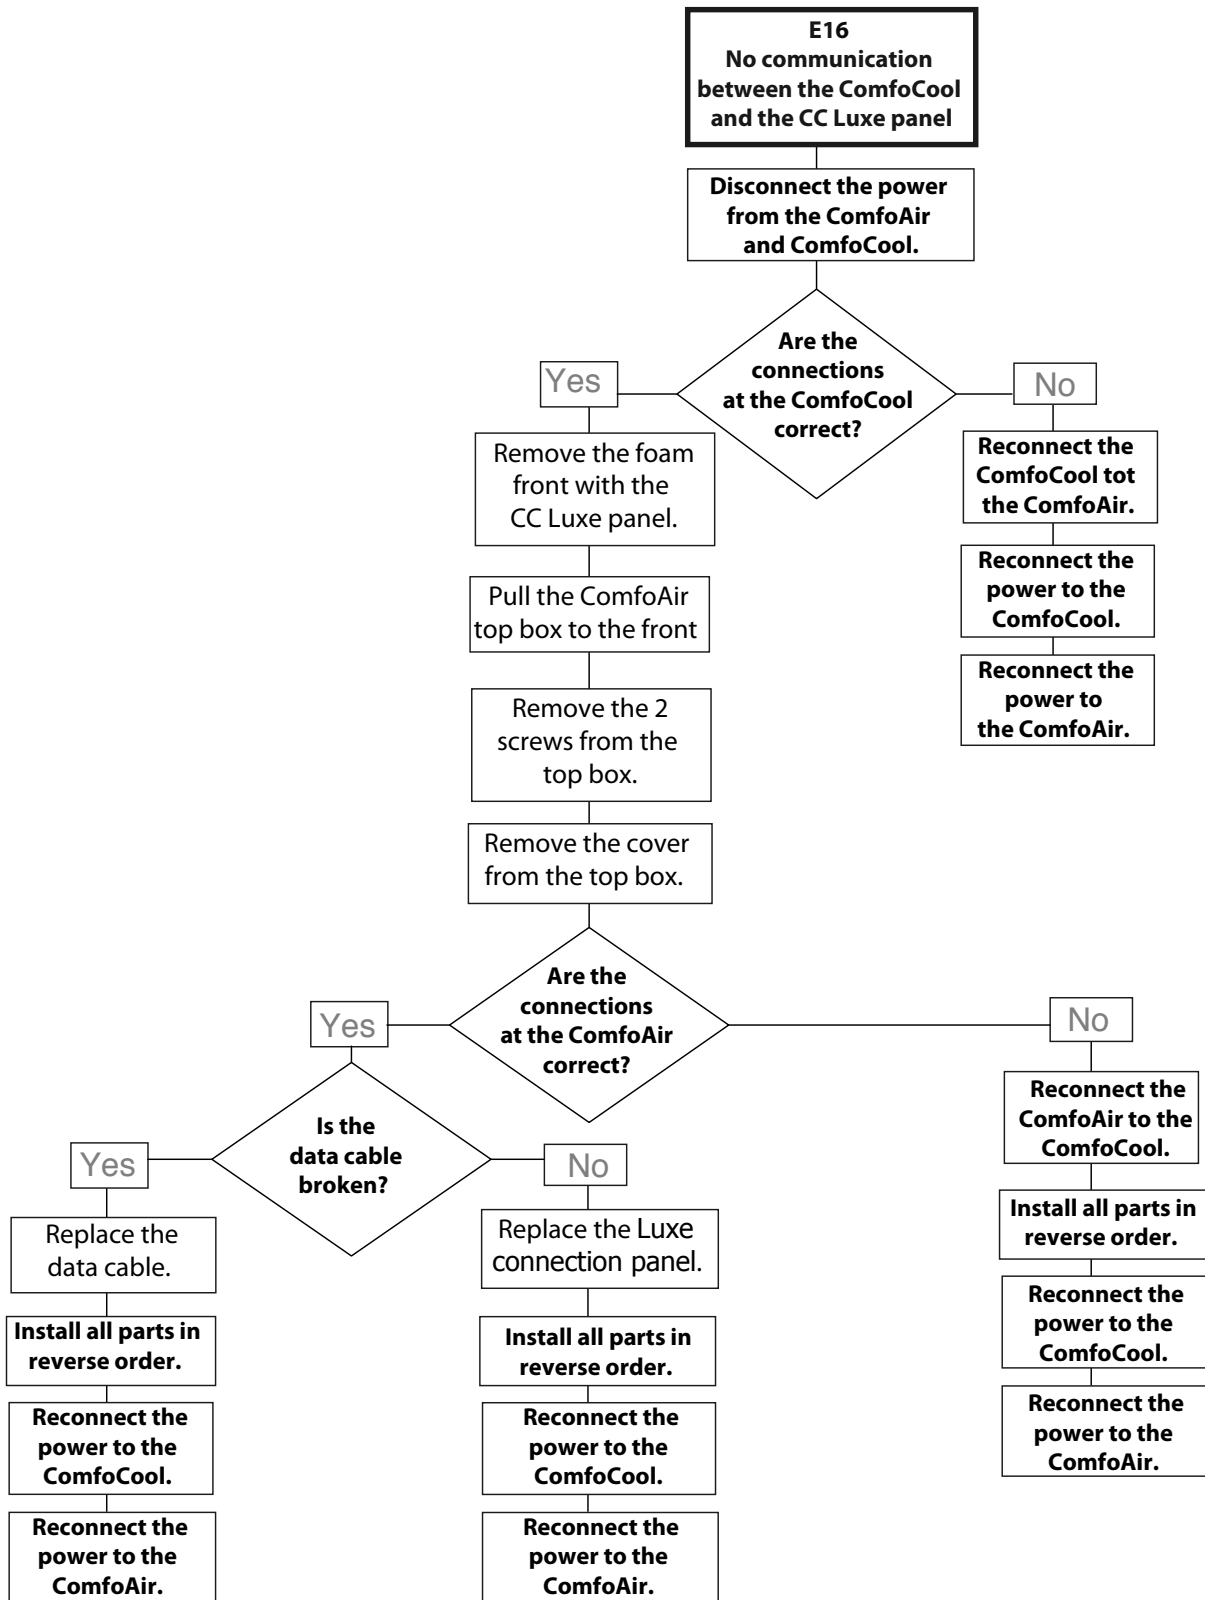 E16
No communication
between the ComfoCool
and the CC Luxe panel
Disconnect the power
from the ComfoAir
and ComfoCool.
Are the
connections
at the ComfoCool
correct?
Yes
No
Remove the foam
front with the
CC Luxe panel.
Pull the ComfoAir
top box to the front
Remove the 2
screws from the
top box.
Remove the cover
from the top box.
Reconnect the
ComfoCool tot
the ComfoAir.
Reconnect the
power to the
ComfoCool.
Reconnect the
power to
the ComfoAir.
Are the
connections
at the ComfoAir
correct?
Yes
No
Is the
data cable
broken?
Yes
No
Replace the
data cable.
Install all parts in
reverse order.
Reconnect the
power to the
ComfoCool.
Reconnect the
power to the
ComfoAir.
Replace the Luxe
connection panel.
Install all parts in
reverse order.
Reconnect the
power to the
ComfoCool.
Reconnect the
power to the
ComfoAir.
Reconnect the
ComfoAir to the
ComfoCool.
Install all parts in
reverse order.
Reconnect the
power to the
ComfoCool.
Reconnect the
power to the
ComfoAir.